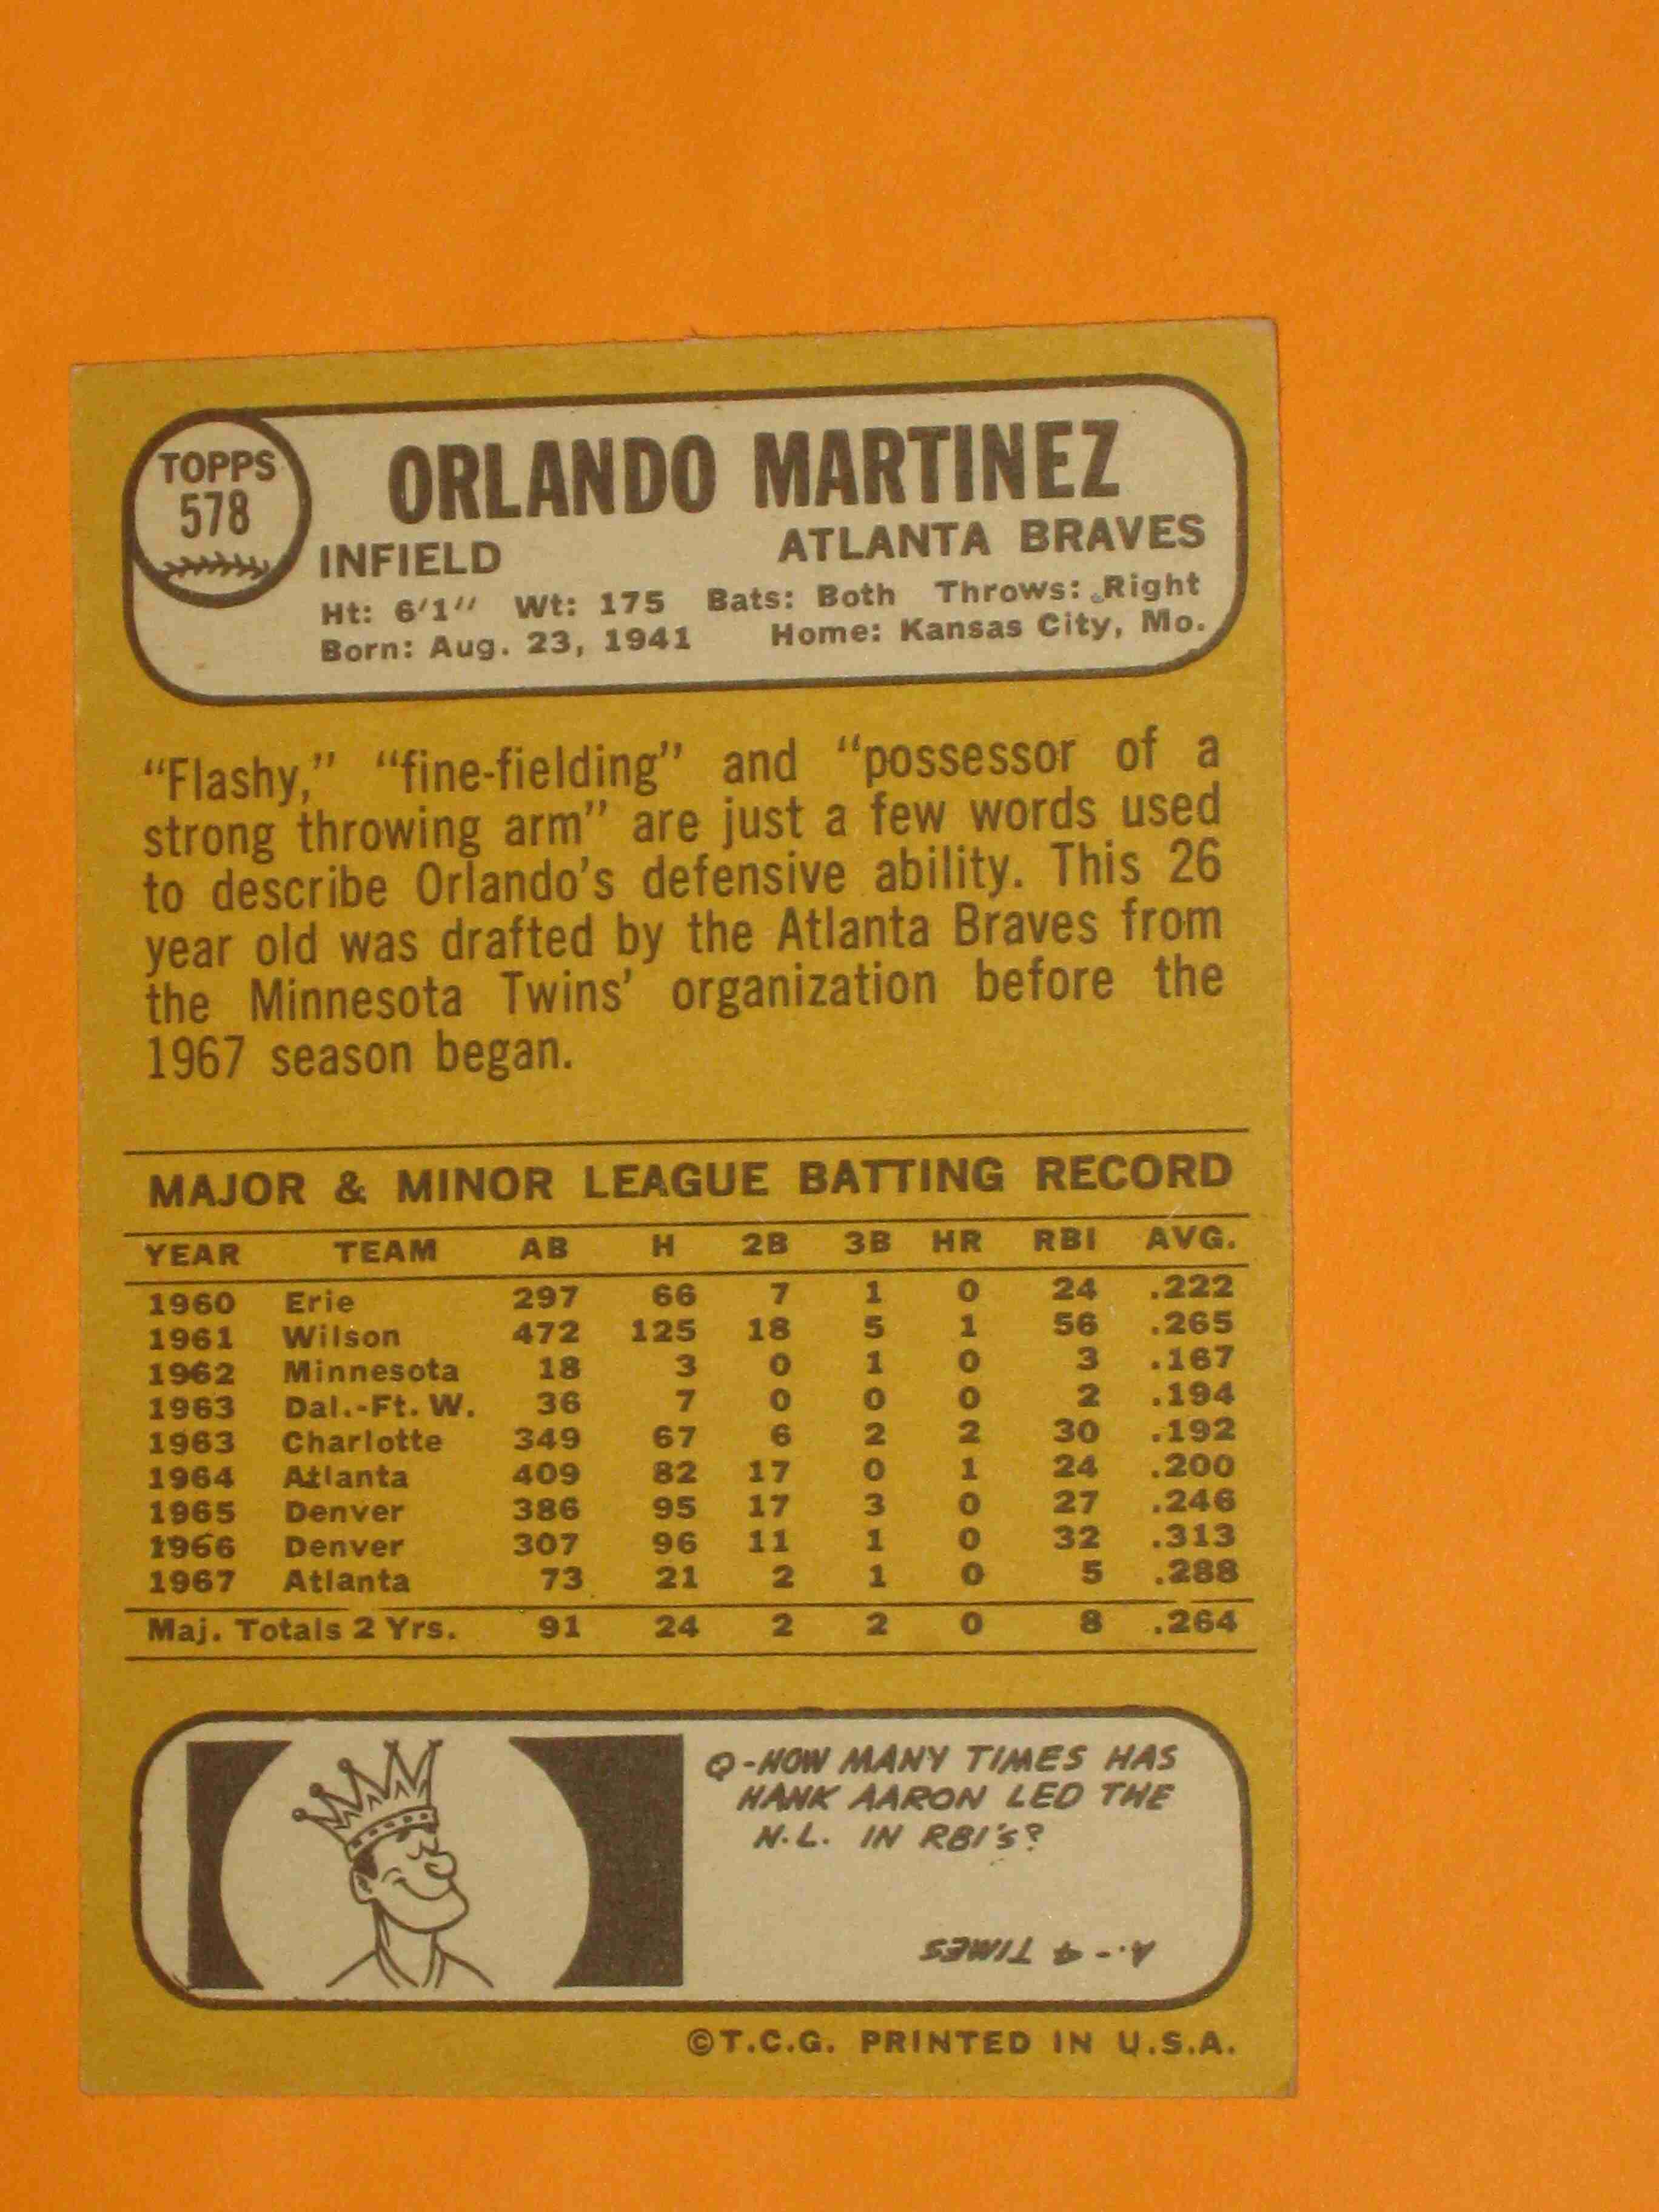 TOPPS
578
ORLANDO MARTINEZ
INFIELD ATLANTA BRAVES
Ht: 6'1" Wt: 175 Bats: Both Throws: Right
Born: Aug. 23, 1941 Home: Kansas City, Mo.
"Flashy," "fine-fielding" and "possessor of a
strong throwing arm" are just a few words used
to describe Orlando's defensive ability. This 26
year old was drafted by the Atlanta Braves from
the Minnesota Twins' organization before the
1967 season began.
MAJOR & MINOR LEAGUE BATTING RECORD
YEAR TEAM AB H 2B 3B HR RBI AVG.
1960 Erie 297 66 7 1 0 24 .222
1961 Wilson 472 125 18 5 1 56 .265
1962 Minnesota 18 3 0 1 0 3 .167
1963 Dal.-Ft. W. 36 7 0 0 0 2 .194
1963 Charlotte 349 67 6 2 2 30 .192
1964 Atlanta 409 82 17 0 1 24 .200
1965 Denver 386 95 17 3 0 27 .246
1966 Denver 307 96 11 1 0 32 .313
1967 Atlanta 73 21 2 1 0 5 .288
Maj. Totals 2 Yrs. 91 24 2 2 0 8 .264
Q-HOW MANY TIMES HAS
HANK AARON LED THE
N.L. IN RBI's?
A.-4 TIMES
©T.C.G. PRINTED IN U.S.A.